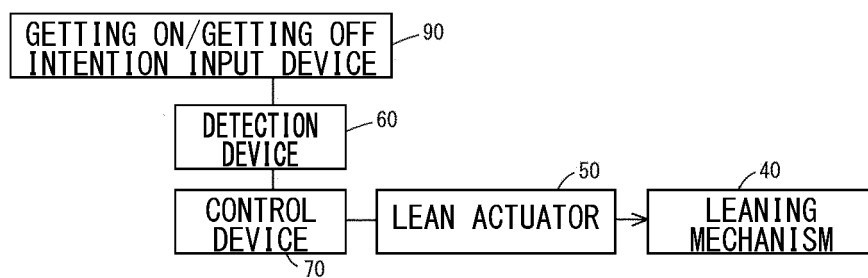 GETTING ON/GETTING OFF
INTENTION INPUT DEVICE
90
DETECTION
DEVICE
60
CONTROL
DEVICE
70
LEAN ACTUATOR
50
LEANING
MECHANISM
40